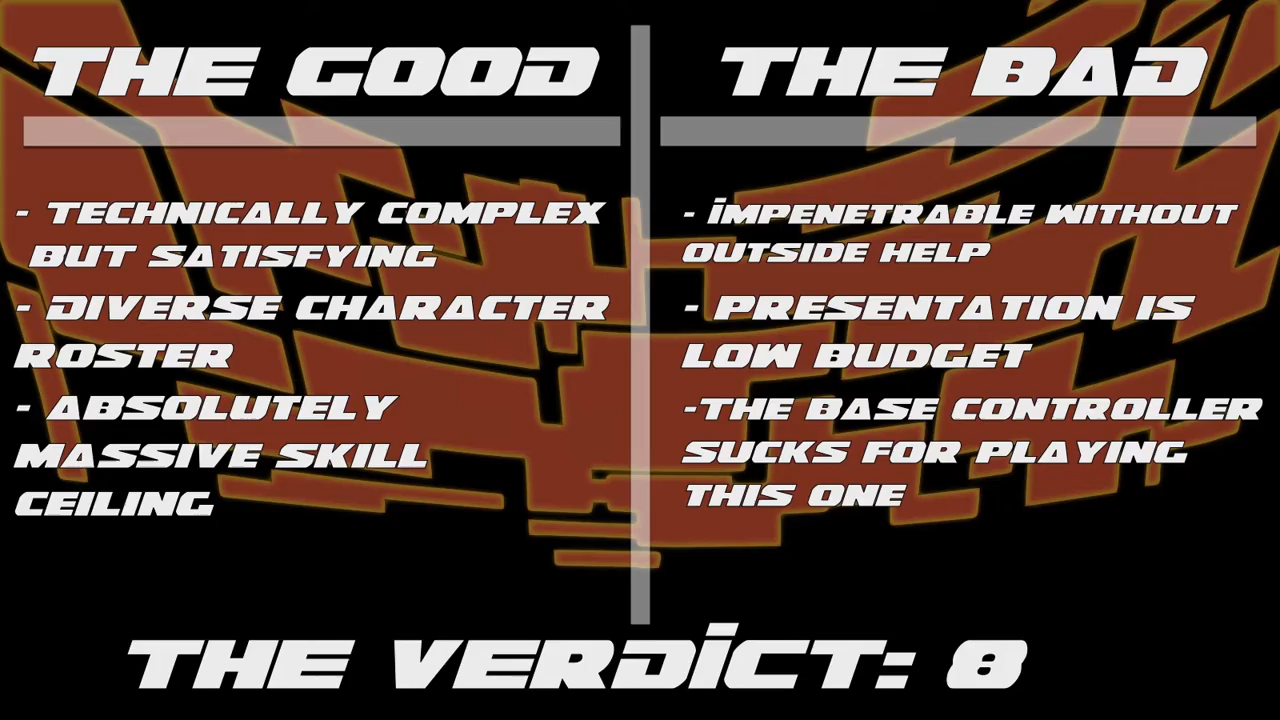 THE GOOD
- TECHNICALLY COMPLEX
BUT SATISFYING
- DIVERSE CHARACTER
ROSTER
- ABSOLUTELY
MASSIVE SKILL
CEILING
THE BAD
- IMPENETRABLE WITHOUT
OUTSIDE HELP
- PRESENTATION IS
LOW BUDGET
-THE BASE CONTROLLER
SUCKS FOR PLAYING
THIS ONE
THE VERDICT: 8